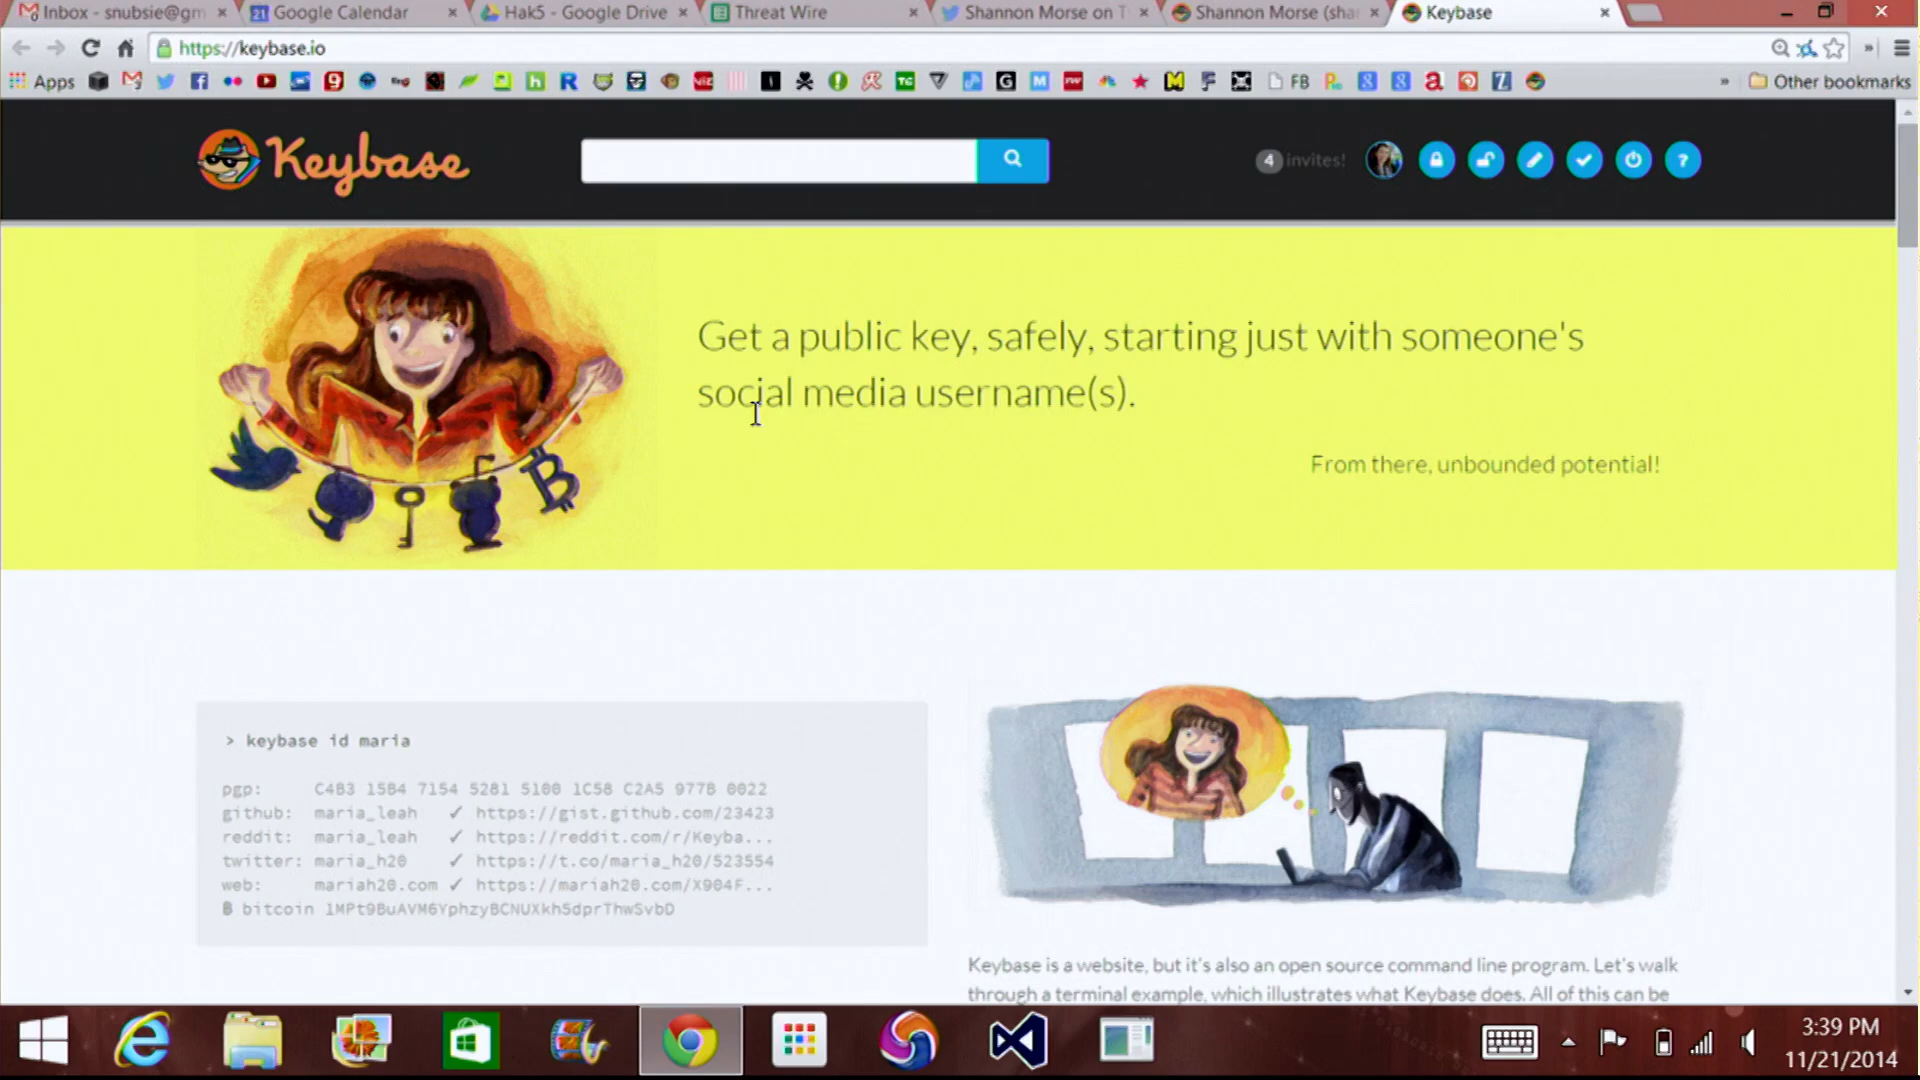 Inbox - snubsie@gm
Google Calendar
Hak5 - Google Drive
Threat Wire
Shannon Morse on T
Shannon Morse (shar
Keybase
https://keybase.io
Apps
FB
Other bookmarks
Keybase
4 invites!
Get a public key, safely, starting just with someone's
social media username(s).
From there, unbounded potential!
> keybase id maria
pgp: C4B3 15B4 7154 5281 5100 1C58 C2A5 977B 0022
github: maria_leah ✓ https://gist.github.com/23423
reddit: maria_leah ✓ https://reddit.com/r/Keyba...
twitter: maria_h20 ✓ https://t.co/maria_h20/523554
web: mariah20.com ✓ https://mariah20.com/X904F...
฿ bitcoin 1MPt9BuAVM6YphzyBCNUXkh5dprThwSvbD
Keybase is a website, but it's also an open source command line program. Let's walk
through a terminal example, which illustrates what Keybase does. All of this can be
3:39 PM
11/21/2014